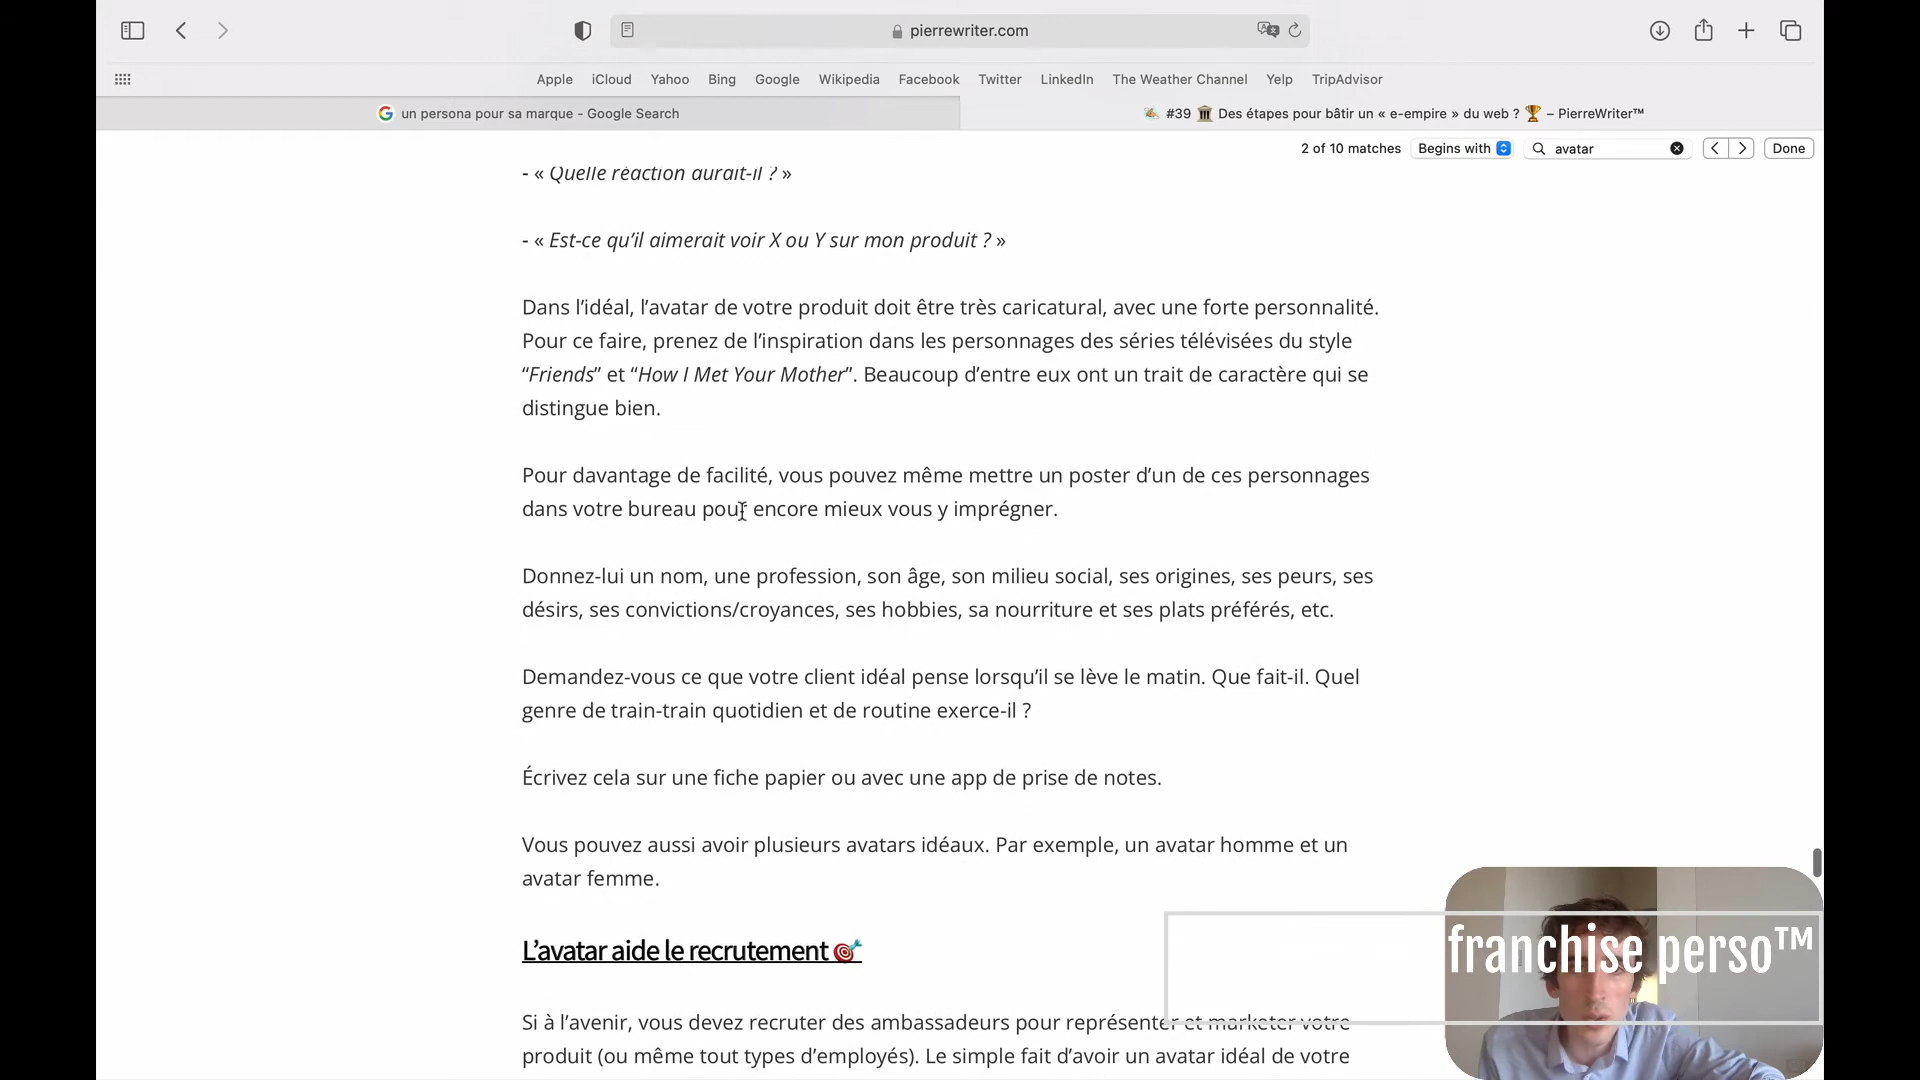 pierrewriter.com
Apple iCloud Yahoo Bing Google Wikipedia Facebook Twitter LinkedIn The Weather Channel Yelp TripAdvisor
un persona pour sa marque - Google Search
#39 🏛 Des étapes pour bâtir un « e-empire » du web ? 🏆 – PierreWriter™
2 of 10 matches Begins with avatar Done
- « Quelle réaction aurait-il ? »
- « Est-ce qu’il aimerait voir X ou Y sur mon produit ? »
Dans l’idéal, l’avatar de votre produit doit être très caricatural, avec une forte personnalité.
Pour ce faire, prenez de l’inspiration dans les personnages des séries télévisées du style
“Friends” et “How I Met Your Mother”. Beaucoup d’entre eux ont un trait de caractère qui se
distingue bien.
Pour davantage de facilité, vous pouvez même mettre un poster d’un de ces personnages
dans votre bureau pour encore mieux vous y imprégner.
Donnez-lui un nom, une profession, son âge, son milieu social, ses origines, ses peurs, ses
désirs, ses convictions/croyances, ses hobbies, sa nourriture et ses plats préférés, etc.
Demandez-vous ce que votre client idéal pense lorsqu’il se lève le matin. Que fait-il. Quel
genre de train-train quotidien et de routine exerce-il ?
Écrivez cela sur une fiche papier ou avec une app de prise de notes.
Vous pouvez aussi avoir plusieurs avatars idéaux. Par exemple, un avatar homme et un
avatar femme.
L’avatar aide le recrutement 🎯
franchise perso™
Si à l’avenir, vous devez recruter des ambassadeurs pour représenter et marketer votre
produit (ou même tout types d’employés). Le simple fait d’avoir un avatar idéal de votre